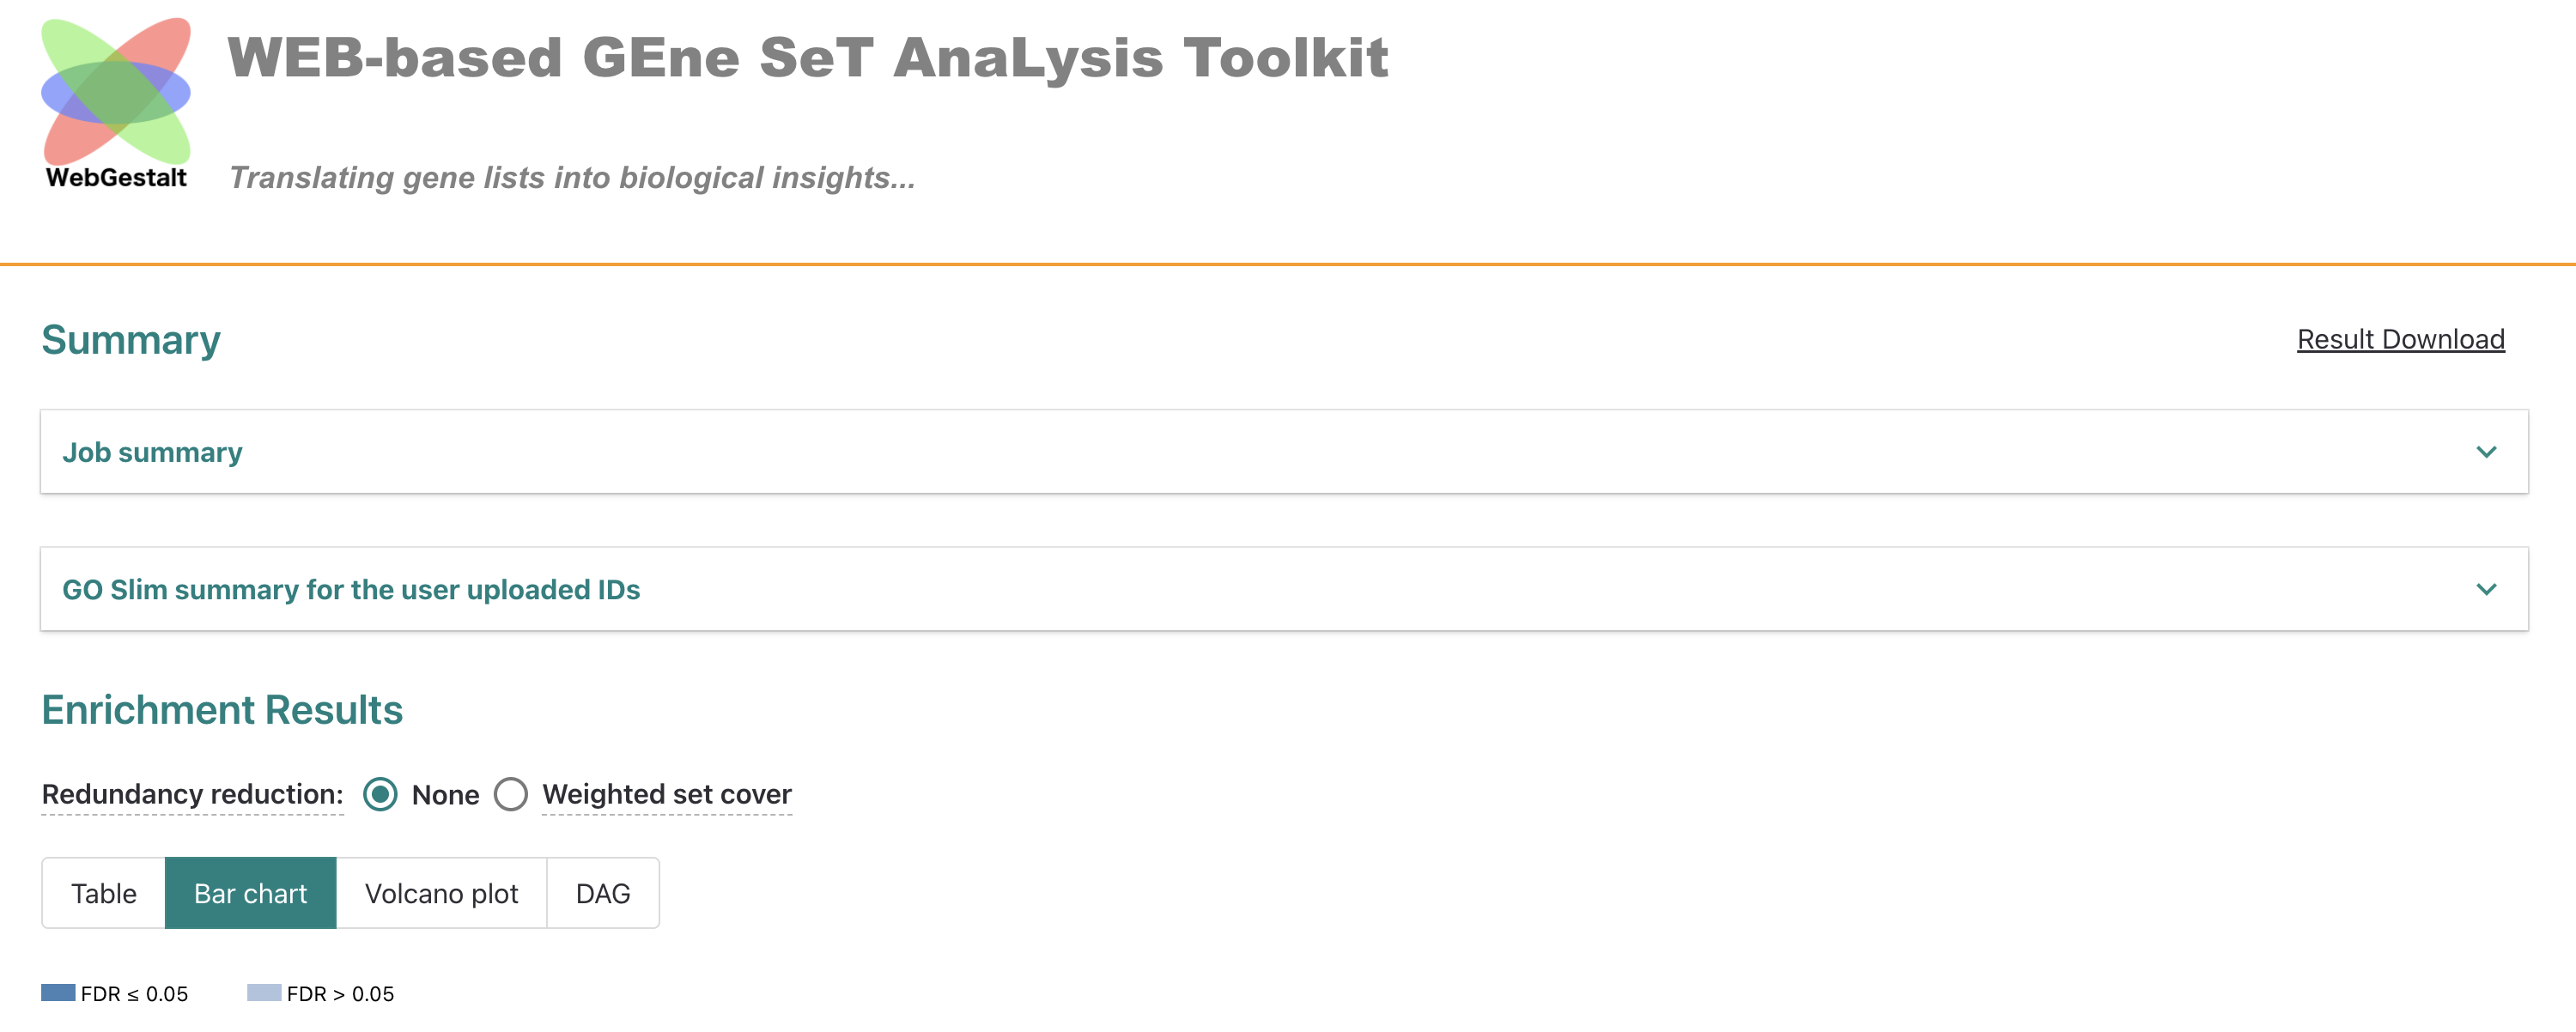 WEB-based GEne SeT AnaLysis Toolkit
WebGestalt
Translating gene lists into biological insights...
Summary
Result Download
Job summary
GO Slim summary for the user uploaded IDs
Enrichment Results
Redundancy reduction: None Weighted set cover
Table Bar chart Volcano plot DAG
FDR ≤ 0.05 FDR > 0.05